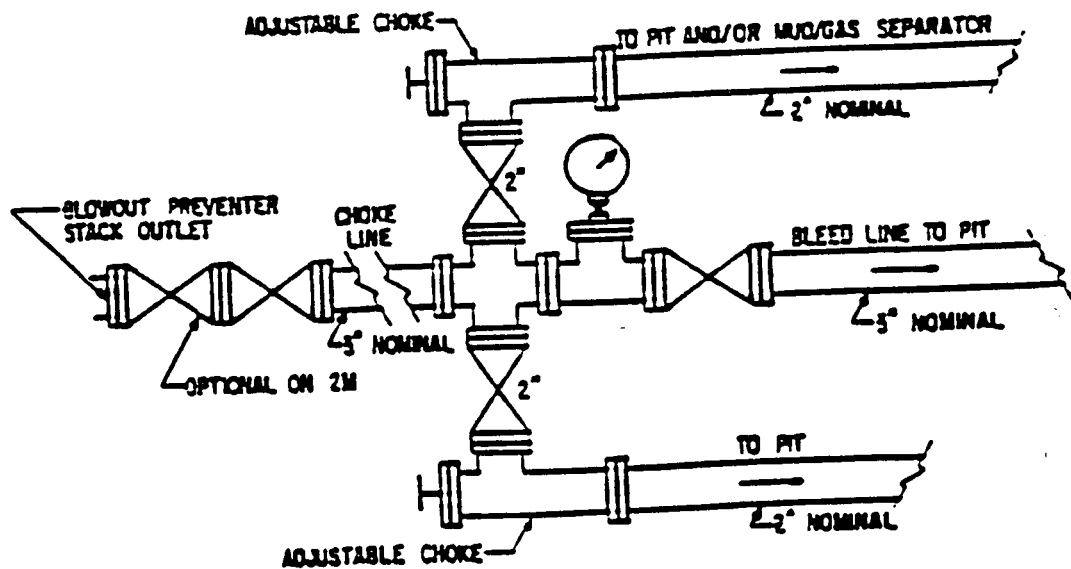 ADJUSTABLE CHOKE
TO PIT AND/OR MUD/GAS SEPARATOR
2" NOMINAL
2"
BLOWOUT PREVENTER
STACK OUTLET
CHOKE
LINE
BLEED LINE TO PIT
3" NOMINAL
3" NOMINAL
OPTIONAL ON 2M
2"
TO PIT
2" NOMINAL
ADJUSTABLE CHOKE